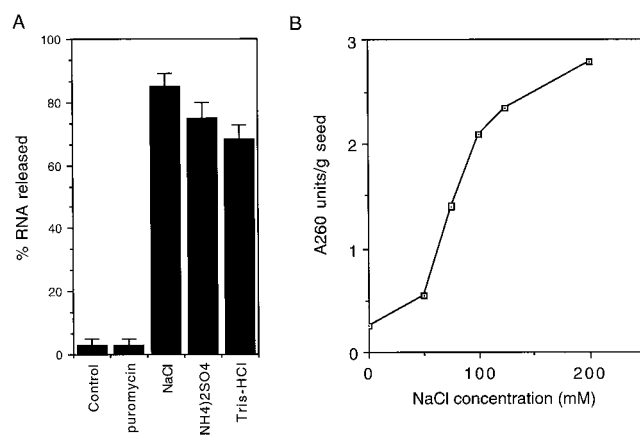 A
% RNA released
100
80
60
40
20
0
Control
puromycin
NaCl
NH4)2SO4
Tris-HCl
B
A260 units/g seed
3
2
1
0
0
100
200
NaCl concentration (mM)